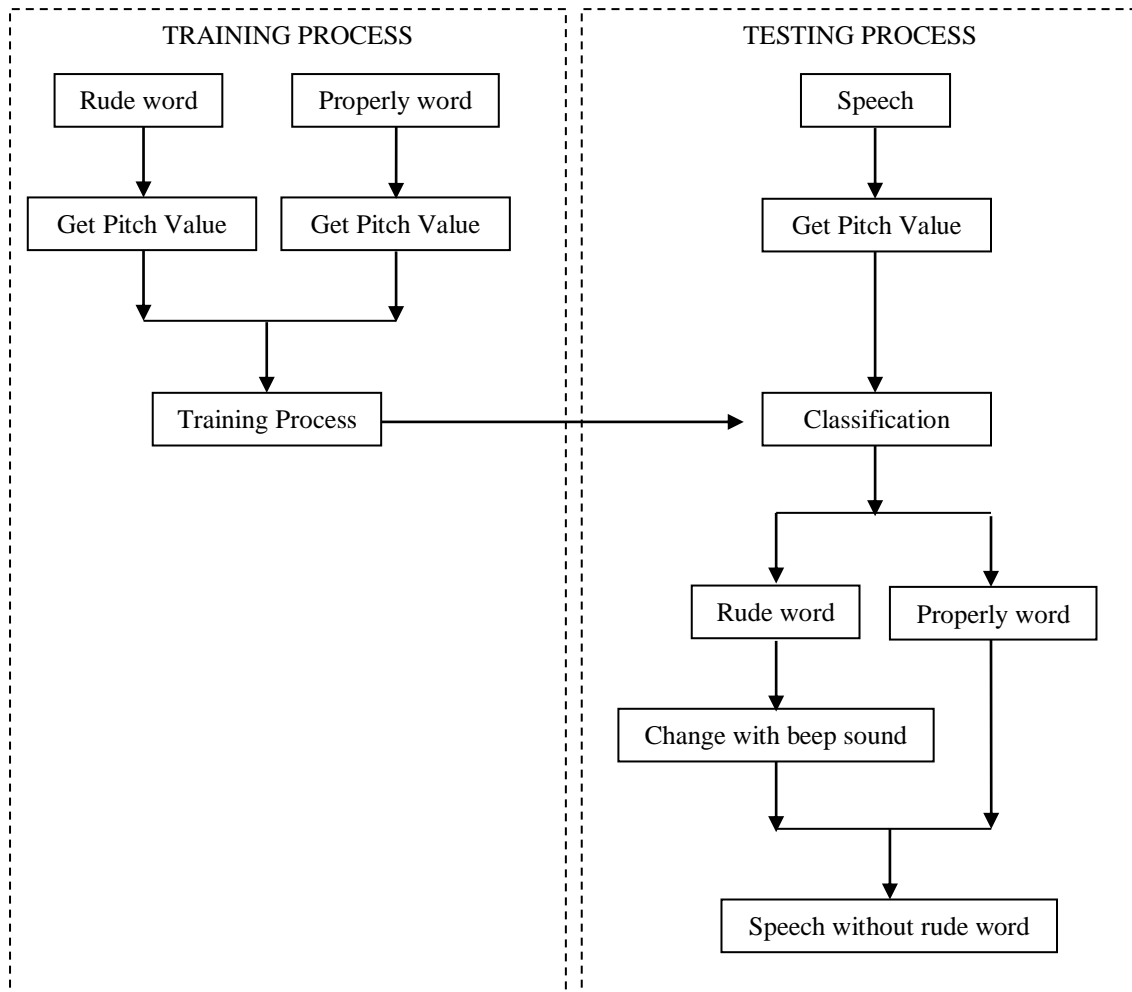 TRAINING PROCESS
Rude word
Properly word
Get Pitch Value
Get Pitch Value
Training Process
TESTING PROCESS
Speech
Get Pitch Value
Classification
Rude word
Properly word
Change with beep sound
Speech without rude word